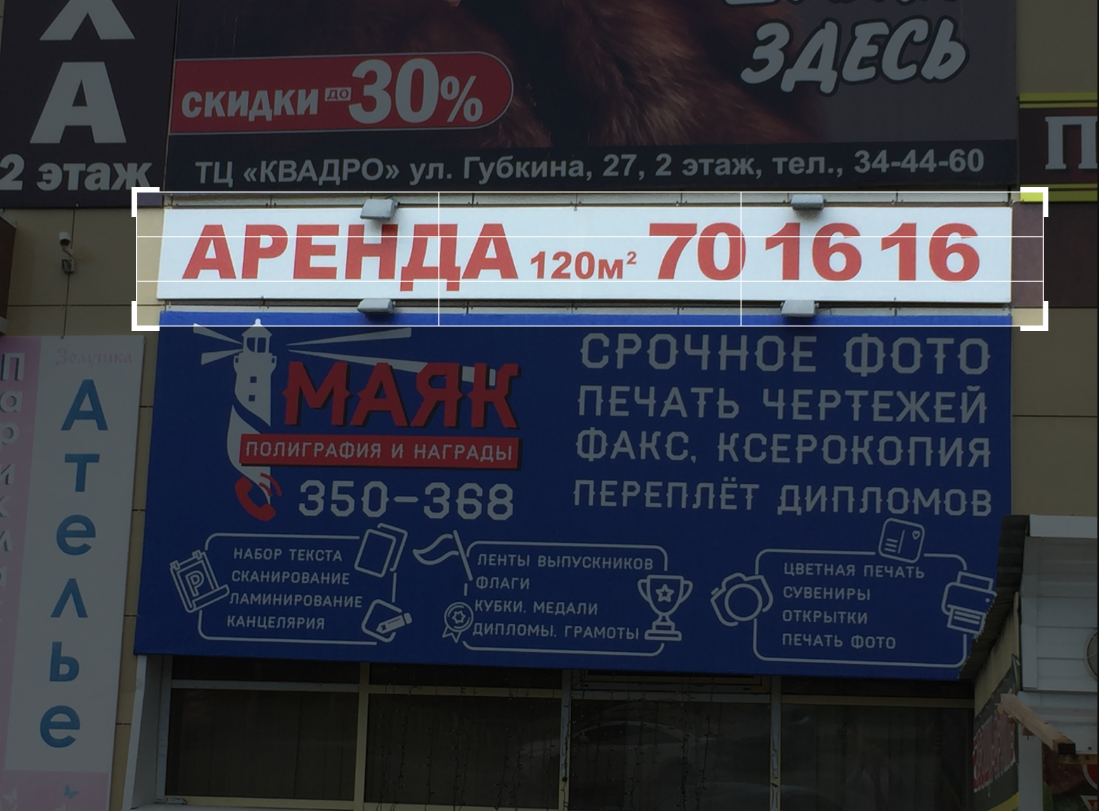 ЗДЕСЬ
СКИДКИ ДО 30%
А
2 этаж
ТЦ «КВАДРО» ул. Губкина, 27, 2 этаж, тел., 34-44-60
АРЕНДА 120м² 70 16 16
МАЯК
ПОЛИГРАФИЯ И НАГРАДЫ
350-368
СРОЧНОЕ ФОТО
ПЕЧАТЬ ЧЕРТЕЖЕЙ
ФАКС, КСЕРОКОПИЯ
ПЕРЕПЛЁТ ДИПЛОМОВ
НАБОР ТЕКСТА
СКАНИРОВАНИЕ
ЛАМИНИРОВАНИЕ
КАНЦЕЛЯРИЯ
ЛЕНТЫ ВЫПУСКНИКОВ
ФЛАГИ
КУБКИ, МЕДАЛИ
ДИПЛОМЫ, ГРАМОТЫ
ЦВЕТНАЯ ПЕЧАТЬ
СУВЕНИРЫ
ОТКРЫТКИ
ПЕЧАТЬ ФОТО
Золушка
Ателье